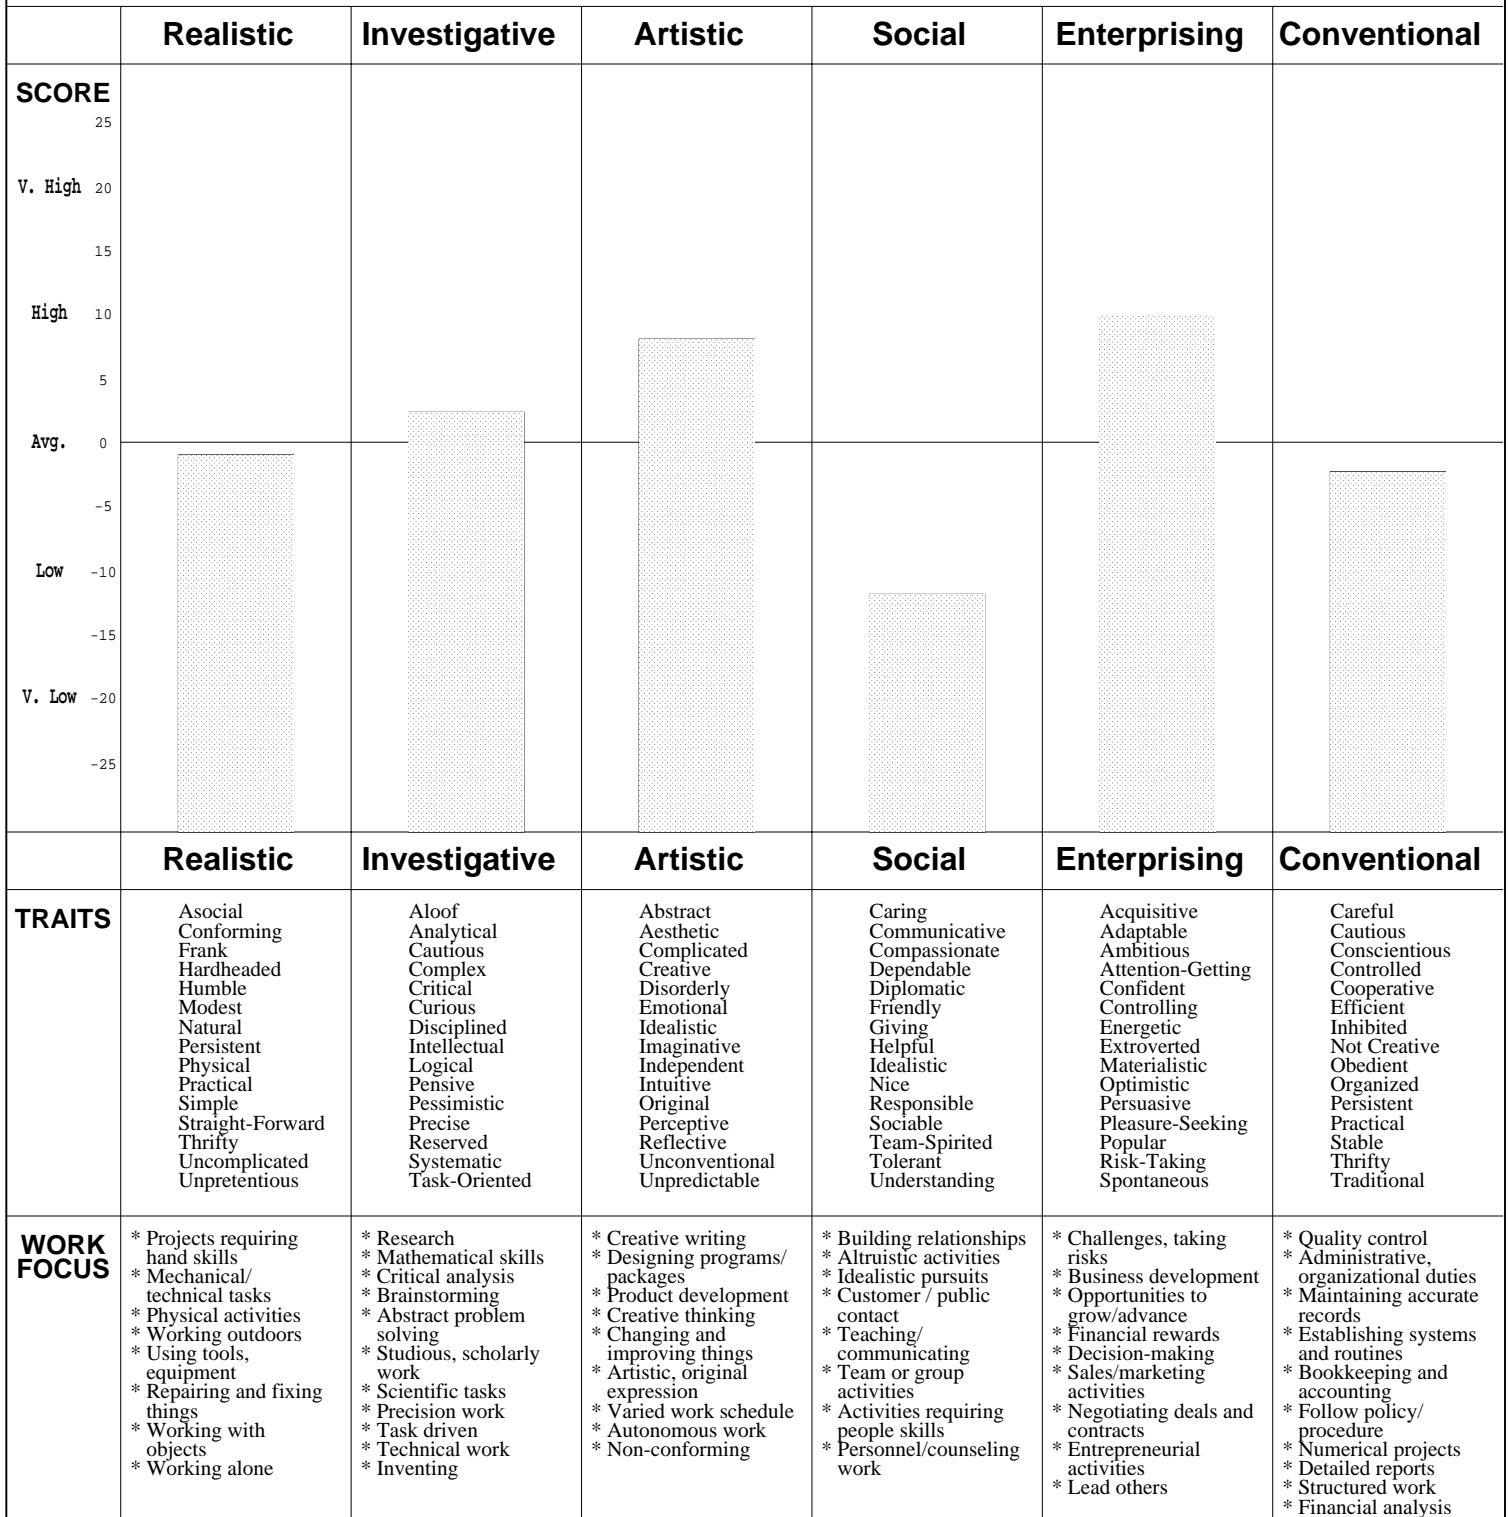 Realistic Investigative Artistic Social Enterprising Conventional
SCORE
25
V. High 20
15
High 10
5
Avg. 0
-5
Low -10
-15
V. Low -20
-25
Realistic Investigative Artistic Social Enterprising Conventional
TRAITS
Asocial
Conforming
Frank
Hardheaded
Humble
Modest
Natural
Persistent
Physical
Practical
Simple
Straight-Forward
Thrifty
Uncomplicated
Unpretentious
Aloof
Analytical
Cautious
Complex
Critical
Curious
Disciplined
Intellectual
Logical
Pensive
Pessimistic
Precise
Reserved
Systematic
Task-Oriented
Abstract
Aesthetic
Complicated
Creative
Disorderly
Emotional
Idealistic
Imaginative
Independent
Intuitive
Original
Perceptive
Reflective
Unconventional
Unpredictable
Caring
Communicative
Compassionate
Dependable
Diplomatic
Friendly
Giving
Helpful
Idealistic
Nice
Responsible
Sociable
Team-Spirited
Tolerant
Understanding
Acquisitive
Adaptable
Ambitious
Attention-Getting
Confident
Controlling
Energetic
Extroverted
Materialistic
Optimistic
Persuasive
Pleasure-Seeking
Popular
Risk-Taking
Spontaneous
Careful
Cautious
Conscientious
Controlled
Cooperative
Efficient
Inhibited
Not Creative
Obedient
Organized
Persistent
Practical
Stable
Thrifty
Traditional
WORK
FOCUS
* Projects requiring
hand skills
* Mechanical/
technical tasks
* Physical activities
* Working outdoors
* Using tools,
equipment
* Repairing and fixing
things
* Working with
objects
* Working alone
* Research
* Mathematical skills
* Critical analysis
* Brainstorming
* Abstract problem
solving
* Studious, scholarly
work
* Scientific tasks
* Precision work
* Task driven
* Technical work
* Inventing
* Creative writing
* Designing programs/
packages
* Product development
* Creative thinking
* Changing and
improving things
* Artistic, original
expression
* Varied work schedule
* Autonomous work
* Non-conforming
* Building relationships
* Altruistic activities
* Idealistic pursuits
* Customer / public
contact
* Teaching/
communicating
* Team or group
activities
* Activities requiring
people skills
* Personnel/counseling
work
* Challenges, taking
risks
* Business development
* Opportunities to
grow/advance
* Financial rewards
* Decision-making
* Sales/marketing
activities
* Negotiating deals and
contracts
* Entrepreneurial
activities
* Lead others
* Quality control
* Administrative,
organizational duties
* Maintaining accurate
records
* Establishing systems
and routines
* Bookkeeping and
accounting
* Follow policy/
procedure
* Numerical projects
* Detailed reports
* Structured work
* Financial analysis